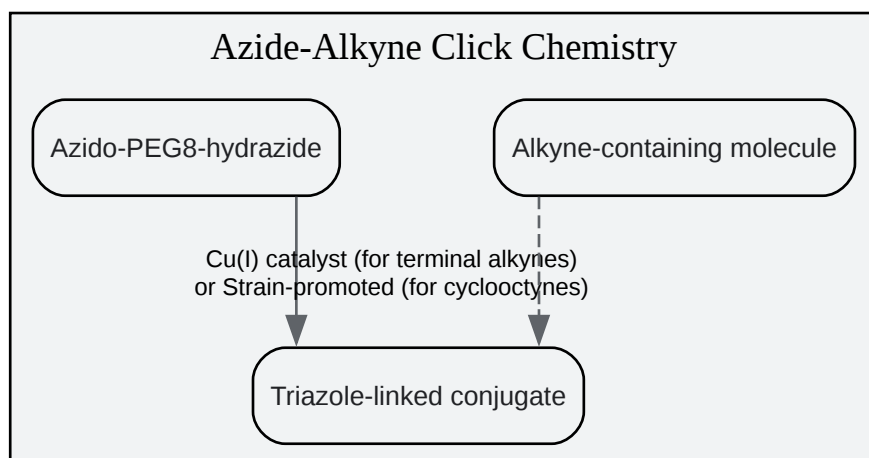 Azide-Alkyne Click Chemistry
Azido-PEG8-hydrazide
Alkyne-containing molecule
Cu(I) catalyst (for terminal alkynes)
or Strain-promoted (for cyclooctynes)
Triazole-linked conjugate